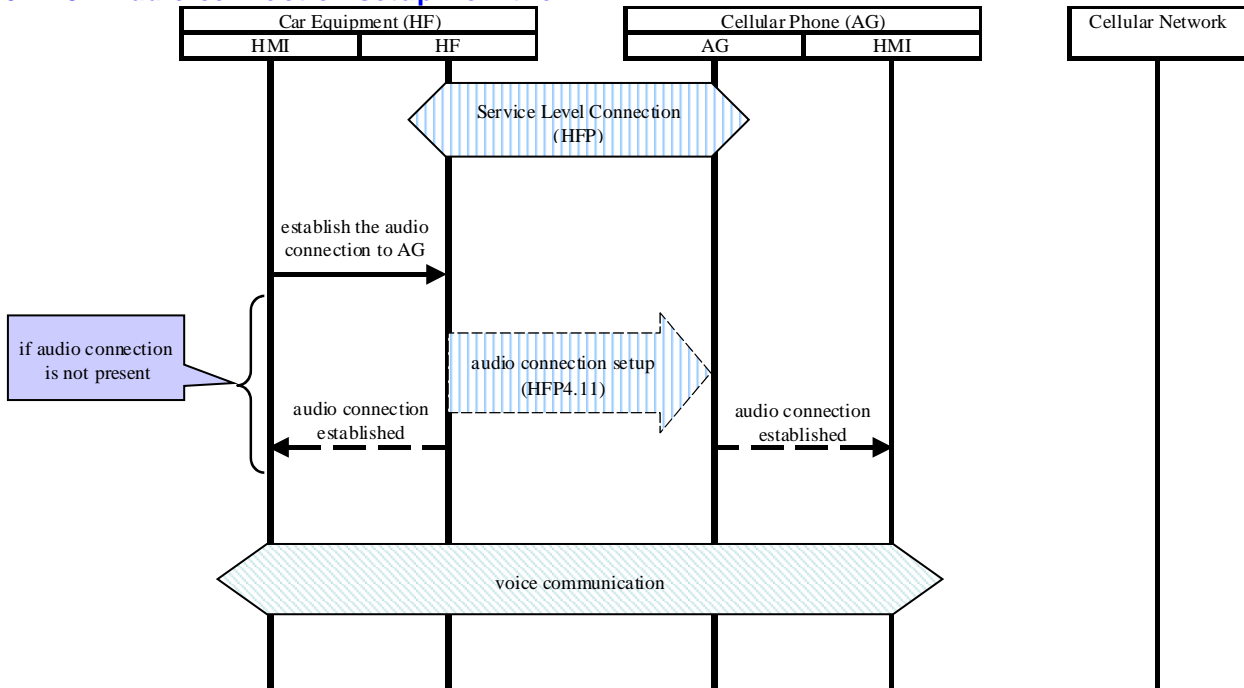 Car Equipment (HF)
Cellular Phone (AG)
Cellular Network
HMI
HF
AG
HMI
Service Level Connection
(HFP)
establish the audio
connection to AG
if audio connection
is not present
audio connection setup
(HFP4.11)
audio connection
established
audio connection
established
voice communication